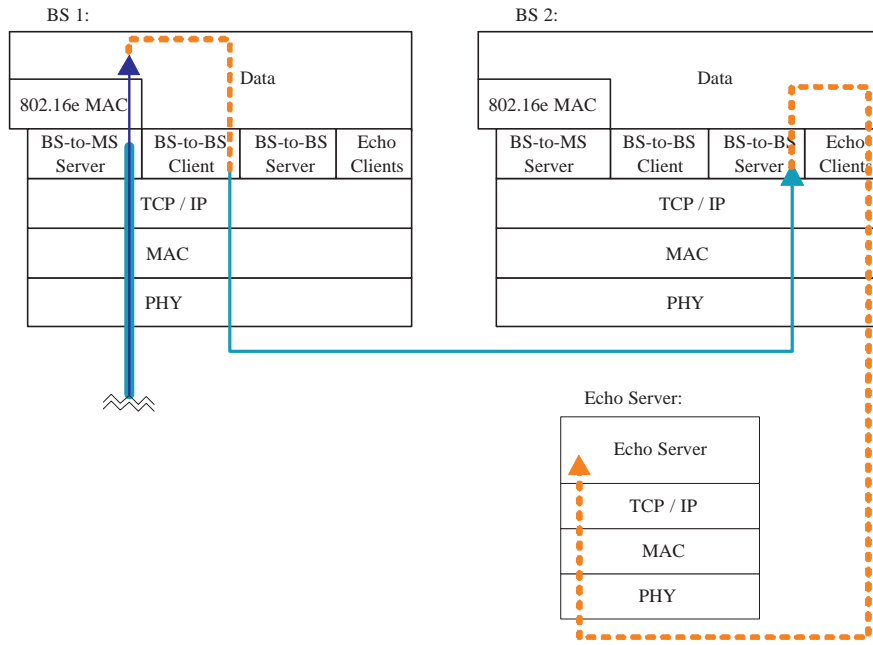 BS 1:
BS 2:
Data
802.16e MAC
BS-to-MS
Server
BS-to-BS
Client
BS-to-BS
Server
Echo
Clients
TCP / IP
MAC
PHY
Data
802.16e MAC
BS-to-MS
Server
BS-to-BS
Client
BS-to-BS
Server
Echo
Clients
TCP / IP
MAC
PHY
Echo Server:
Echo Server
TCP / IP
MAC
PHY